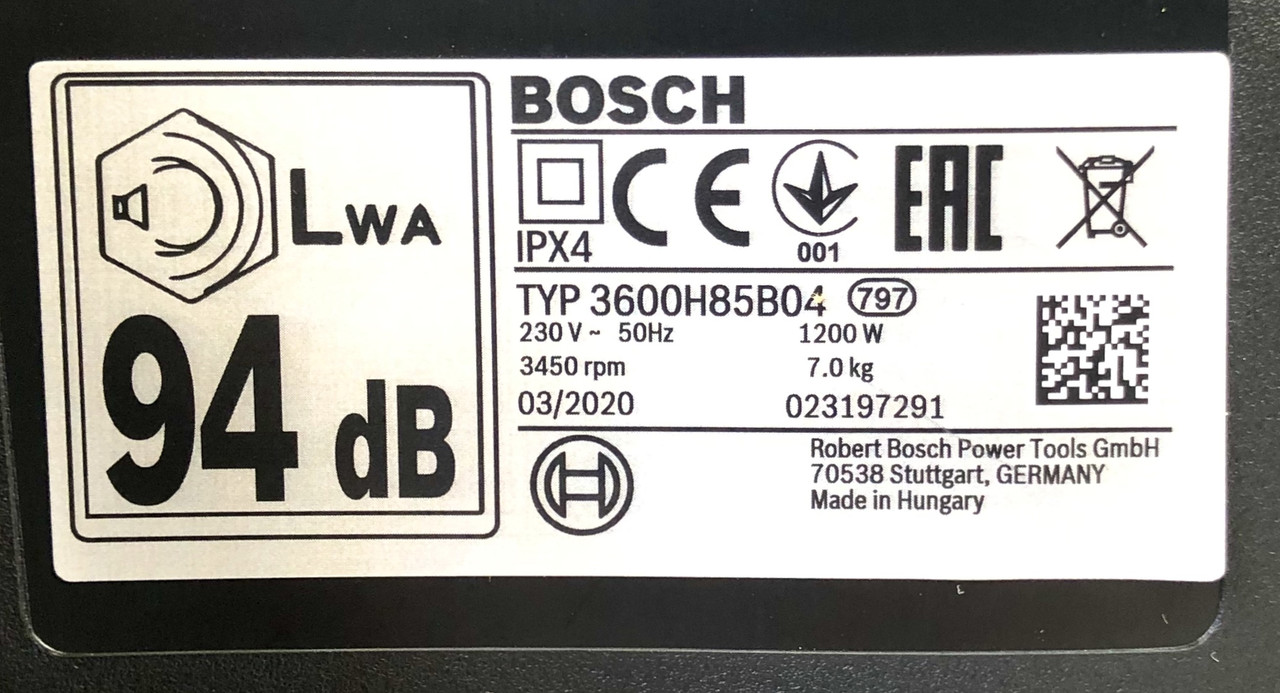 LWA
94 dB
BOSCH
IPX4
CE
001
EAC
TYP 3600H85B04 797
230 V ~ 50Hz 1200 W
3450 rpm 7.0 kg
03/2020 023197291
Robert Bosch Power Tools GmbH
70538 Stuttgart, GERMANY
Made in Hungary